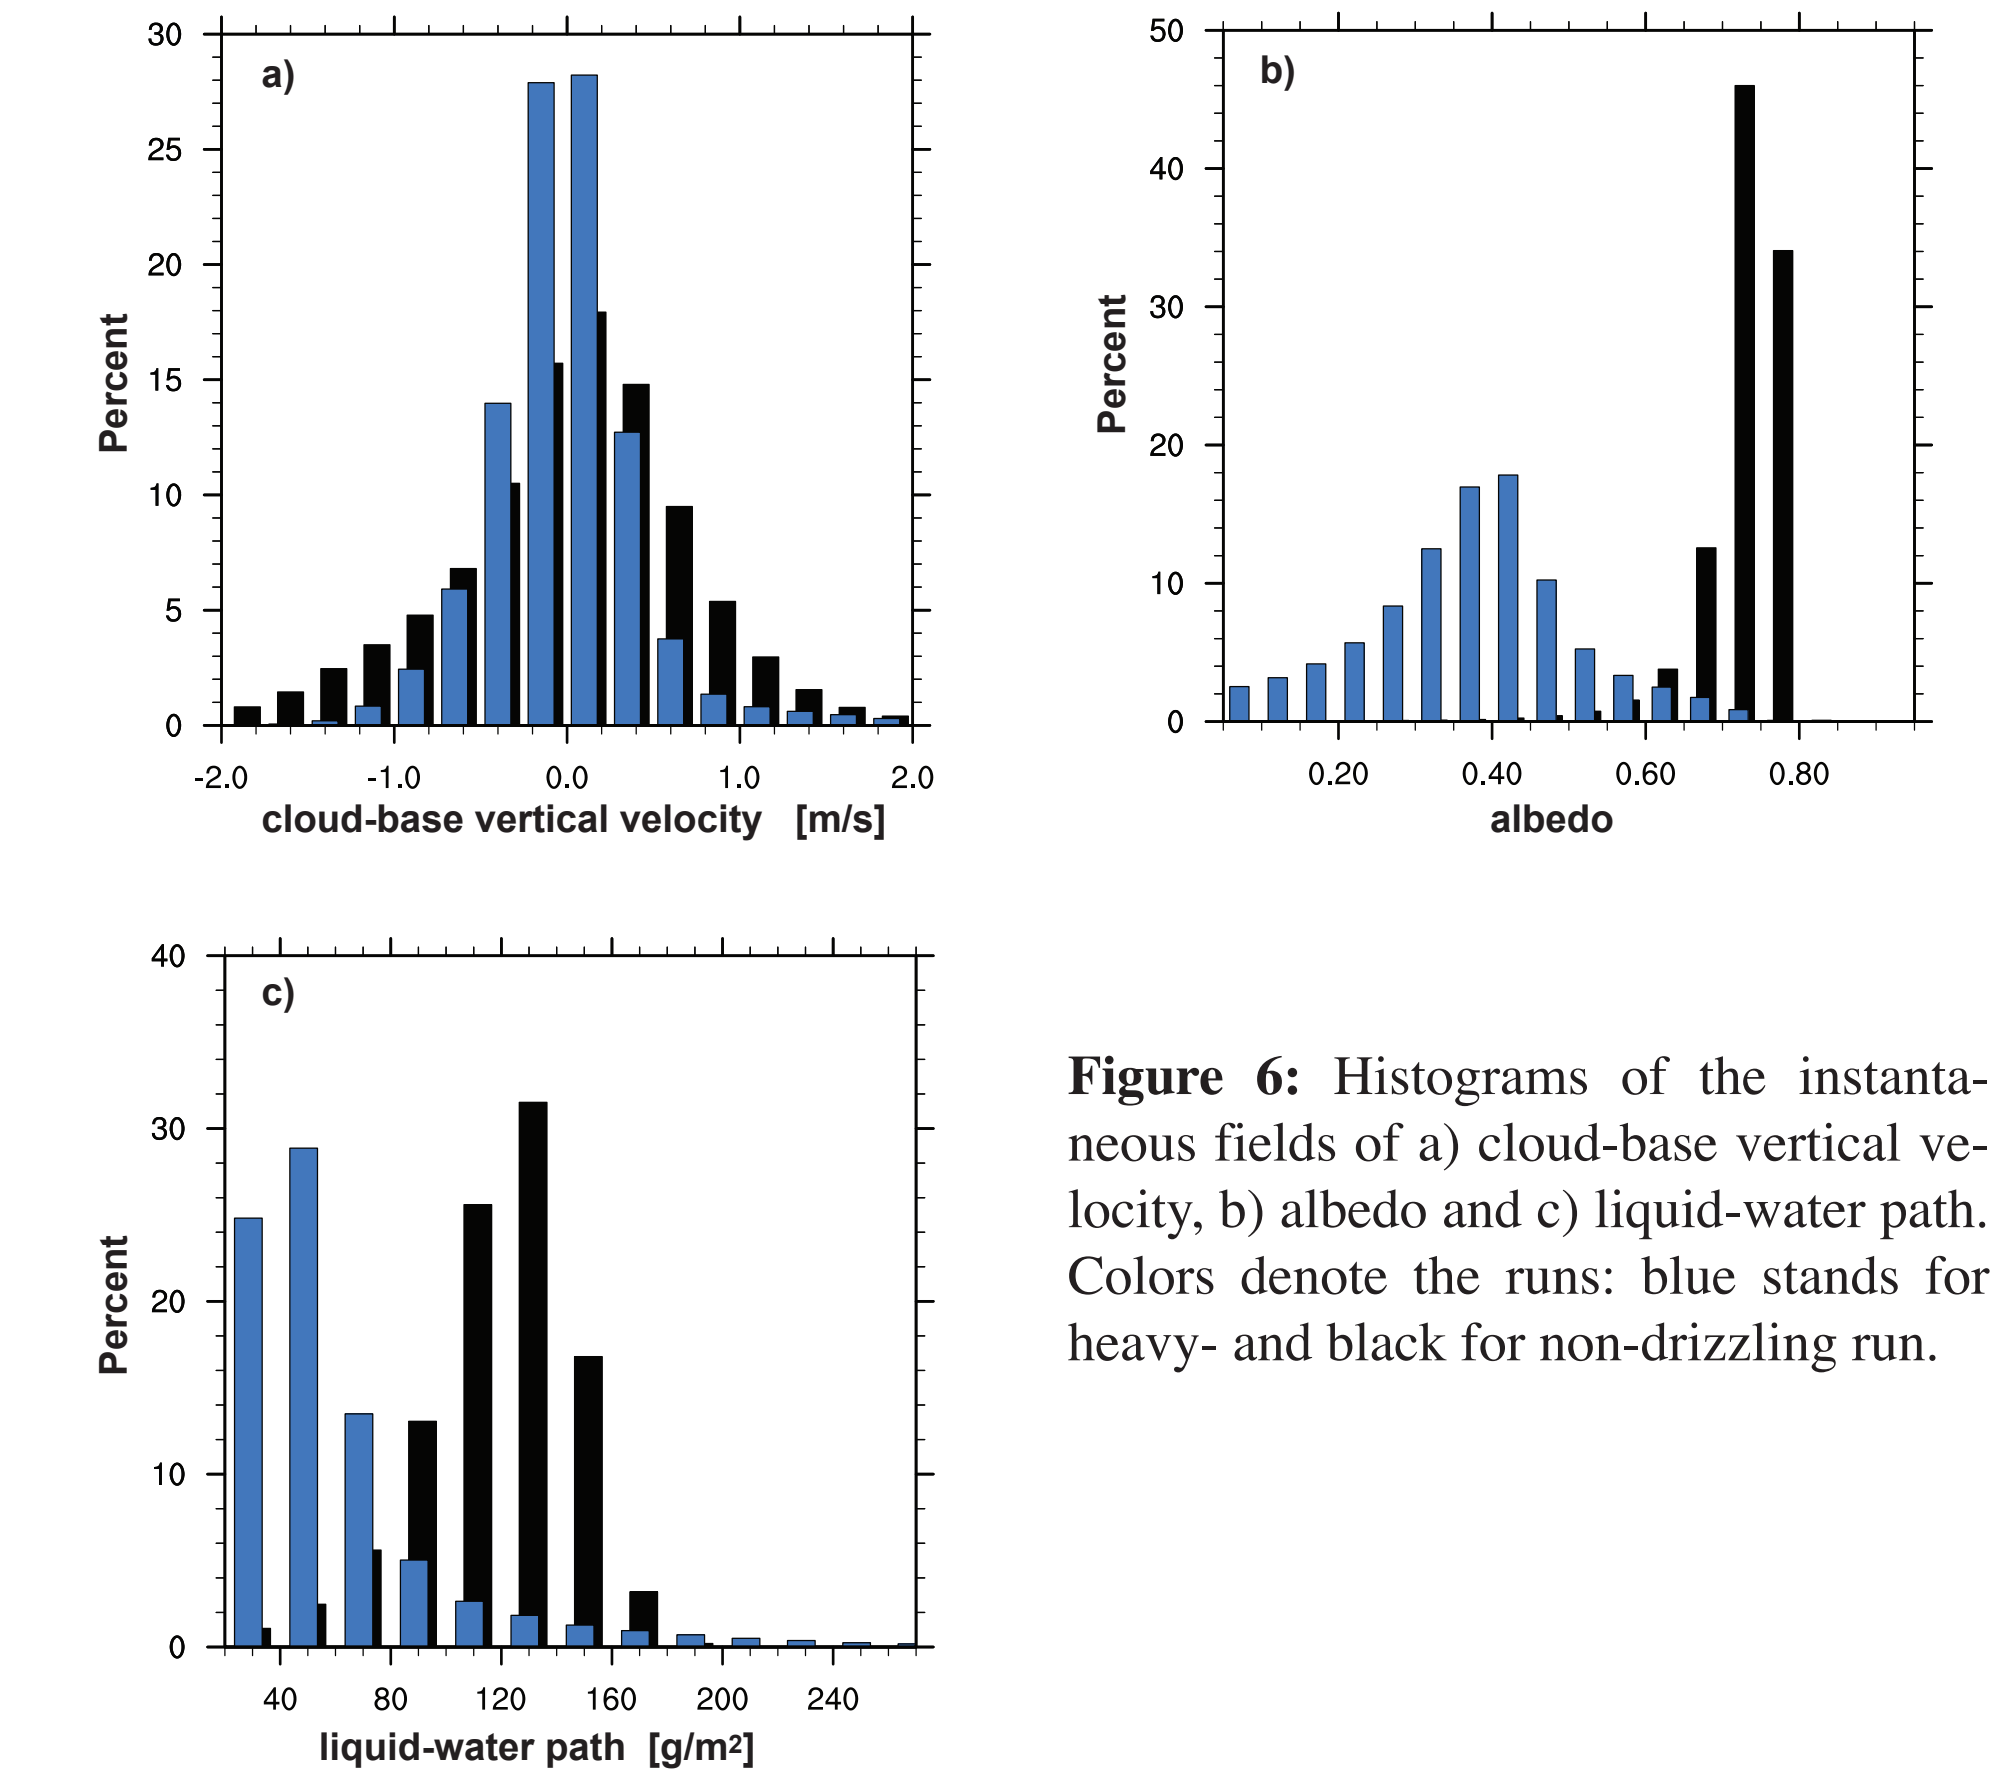 a)
30
25
20
15
10
5
0
Percent
-2.0 -1.0 0.0 1.0 2.0
cloud-base vertical velocity [m/s]
b)
50
40
30
20
10
0
Percent
0.20 0.40 0.60 0.80
albedo
c)
40
30
20
10
0
Percent
40 80 120 160 200 240
liquid-water path [g/m2]
Figure 6: Histograms of the instanta-
neous fields of a) cloud-base vertical ve-
locity, b) albedo and c) liquid-water path.
Colors denote the runs: blue stands for
heavy- and black for non-drizzling run.